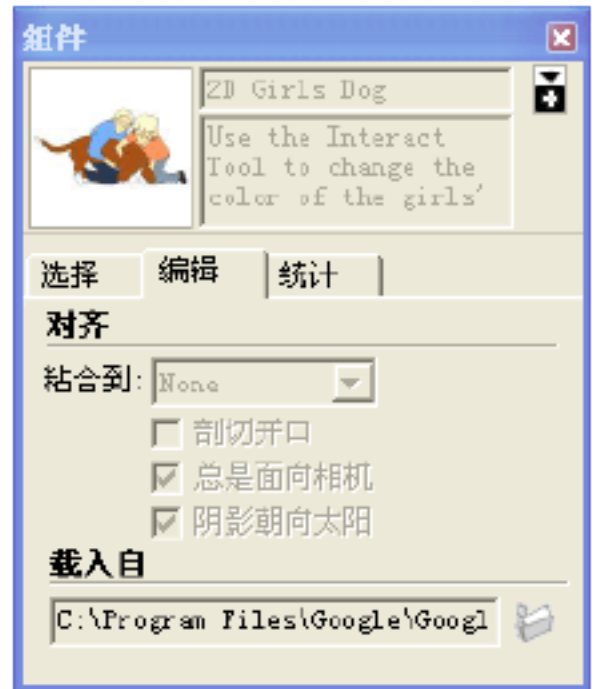 组件
2D Girls Dog
Use the Interact
Tool to change the
color of the girls'
选择 编辑 统计
对齐
粘合到: None
剖切开口
总是面向相机
阴影朝向太阳
载入自
C:\Program Files\Google\Googl